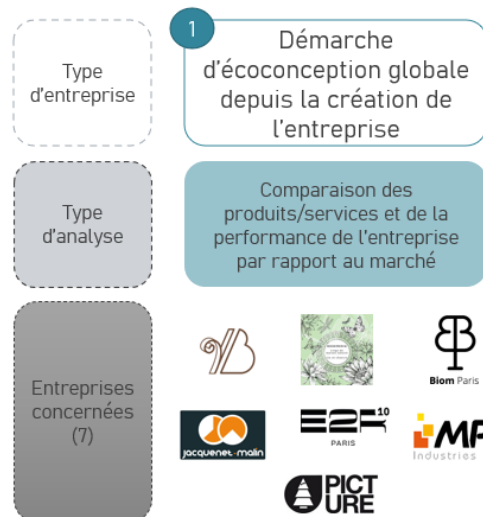 1
Type
d'entreprise
Démarche
d'écoconception globale
depuis la création de
l'entreprise
Type
d'analyse
Comparaison des
produits/services et de la
performance de l'entreprise
par rapport au marché
Entreprises
concernées
(7)
Biom Paris
jacquenet-malin
E2R 10
PARIS
MP
Industries
PICT
URE